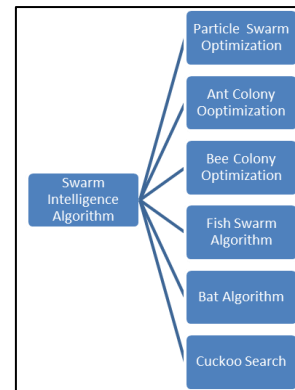 Particle Swarm
Optimization
Ant Colony
Ooptimization
Bee Colony
Optimization
Swarm
Intelligence
Algorithm
Fish Swarm
Algorithm
Bat Algorithm
Cuckoo Search